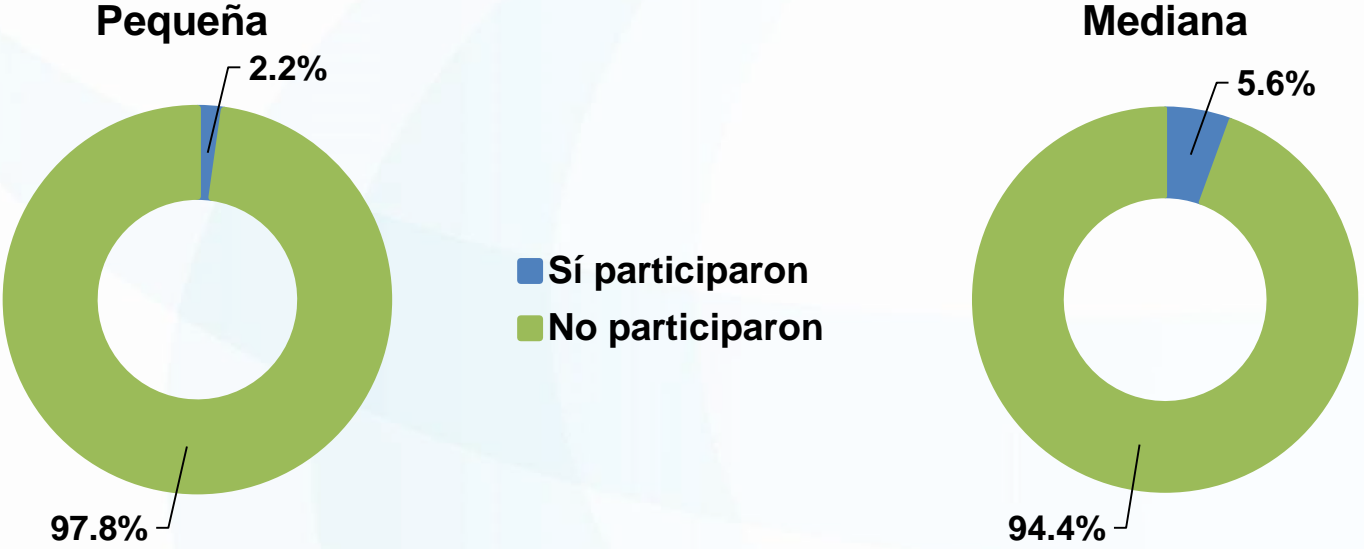 Pequeña
2.2%
97.8%
Sí participaron
No participaron
Mediana
5.6%
94.4%